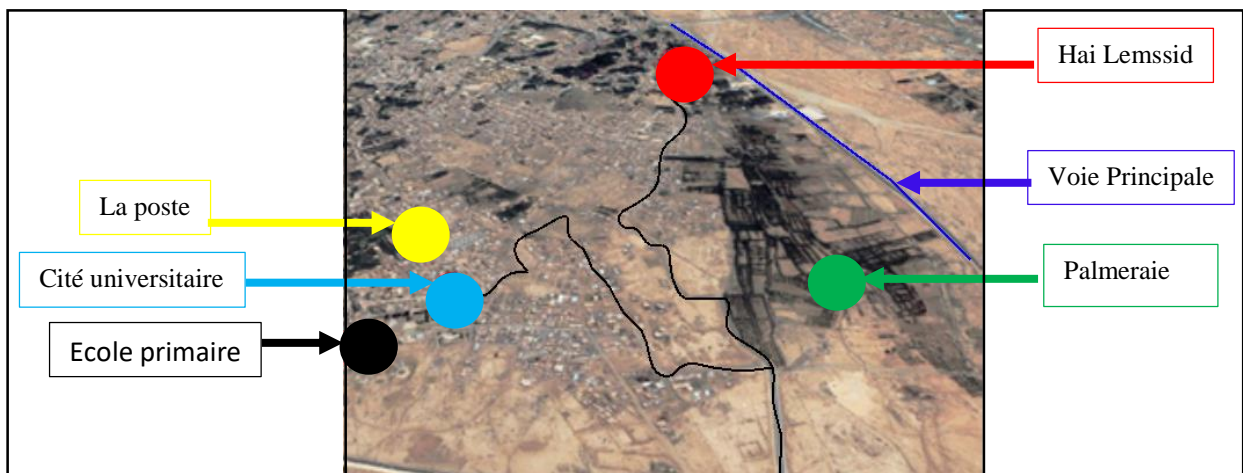 Hai Lemssid
Voie Principale
La poste
Cité universitaire
Palmeraie
Ecole primaire